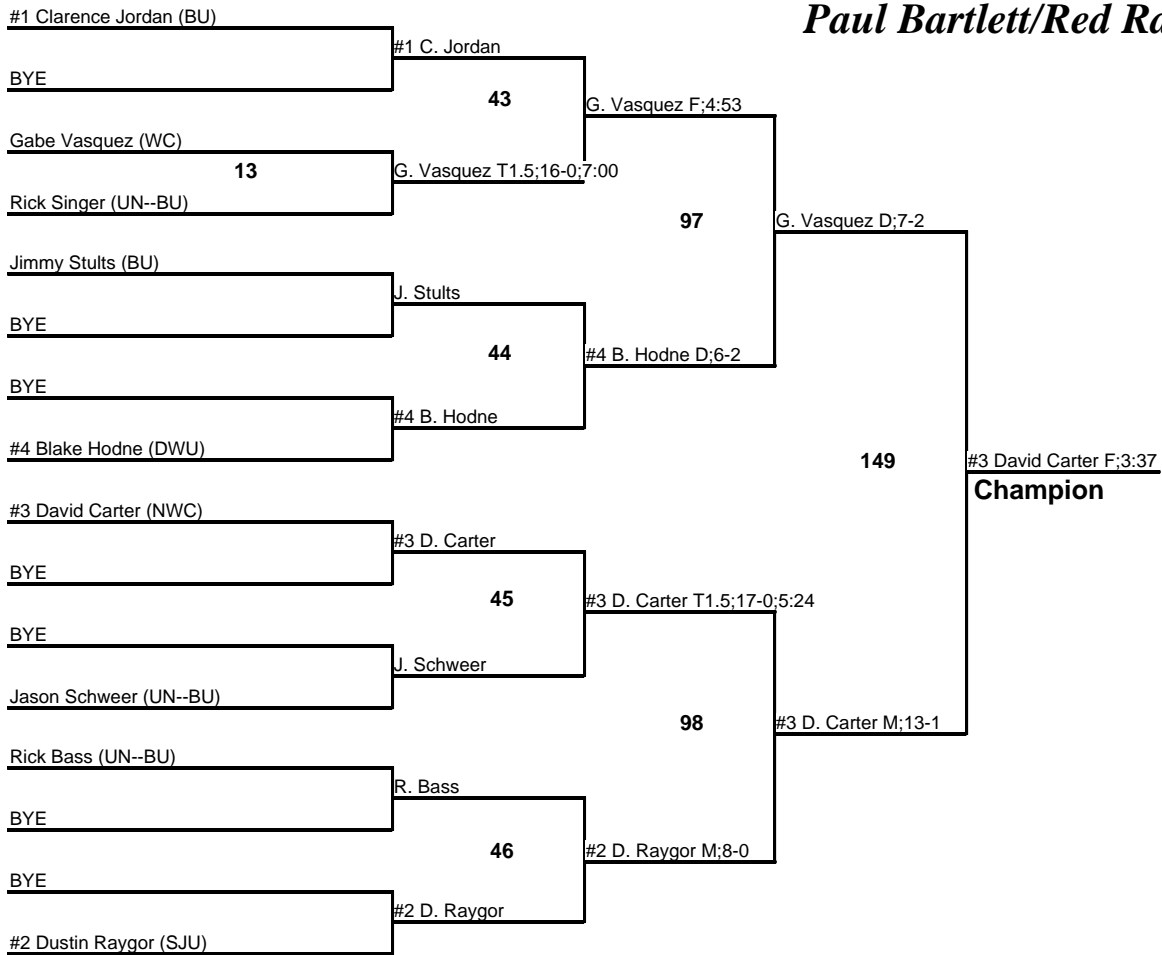 Paul Bartlett/Red
#1 Clarence Jordan (BU)
BYE
Gabe Vasquez (WC)
13
Rick Singer (UN--BU)
Jimmy Stults (BU)
BYE
BYE
#4 Blake Hodne (DWU)
#3 David Carter (NWC)
BYE
BYE
Jason Schweer (UN--BU)
Rick Bass (UN--BU)
BYE
BYE
#2 Dustin Raygor (SJU)
#1 C. Jordan
43
G. Vasquez T1.5;16-0;7:00
J. Stults
44
#4 B. Hodne
#3 D. Carter
45
J. Schweer
R. Bass
46
#2 D. Raygor
G. Vasquez F;4:53
97
#4 B. Hodne D;6-2
#3 D. Carter T1.5;17-0;5:24
98
#2 D. Raygor M;8-0
G. Vasquez D;7-2
149
#3 D. Carter M;13-1
#3 David Carter F;3:37
Champion